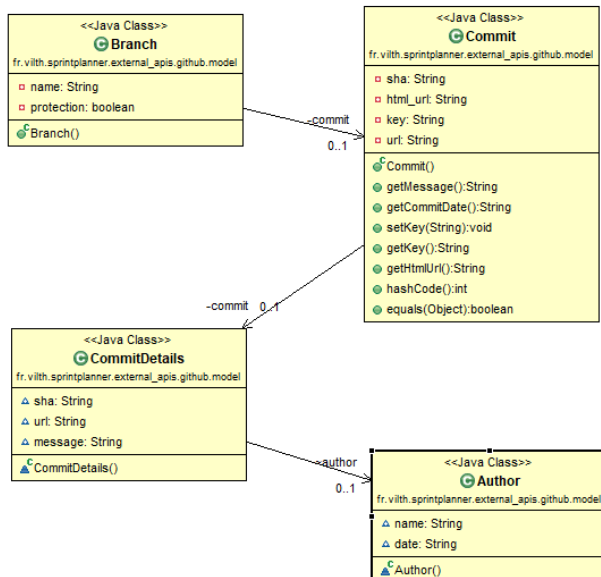 <<Java Class>>
Branch
fr.vilth.sprintplanner.external_apis.github.model
name: String
protection: boolean
Branch()
-commit
0..1
<<Java Class>>
Commit
fr.vilth.sprintplanner.external_apis.github.model
sha: String
html_url: String
key: String
url: String
Commit()
getMessage():String
getCommitDate():String
setKey(String):void
getKey():String
getHtmlUrl():String
hashCode():int
equals(Object):boolean
~commit 0..1
<<Java Class>>
CommitDetails
fr.vilth.sprintplanner.external_apis.github.model
sha: String
url: String
message: String
CommitDetails()
~author
0..1
<<Java Class>>
Author
fr.vilth.sprintplanner.external_apis.github.model
name: String
date: String
Author()